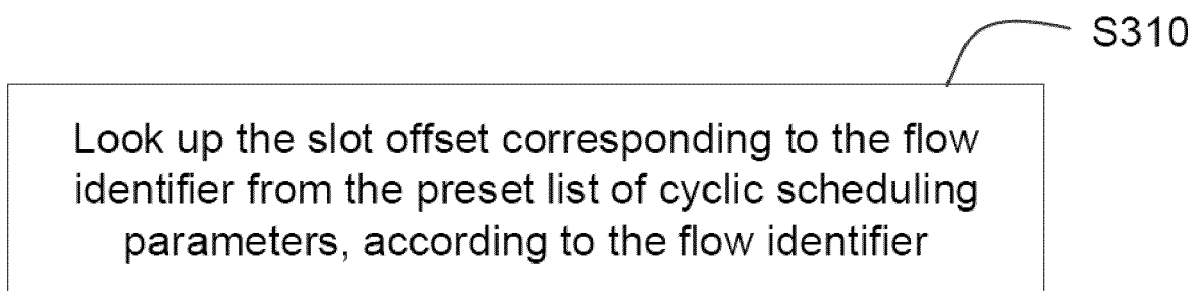 S310
Look up the slot offset corresponding to the flow
identifier from the preset list of cyclic scheduling
parameters, according to the flow identifier